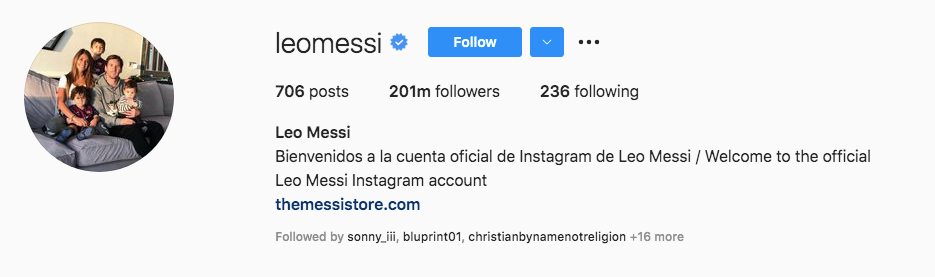 leomessi Follow
706 posts 201m followers 236 following
Leo Messi
Bienvenidos a la cuenta oficial de Instagram de Leo Messi / Welcome to the official
Leo Messi Instagram account
themessistore.com
Followed by sonny_iii, bluprint01, christianbynamenotreligion +16 more